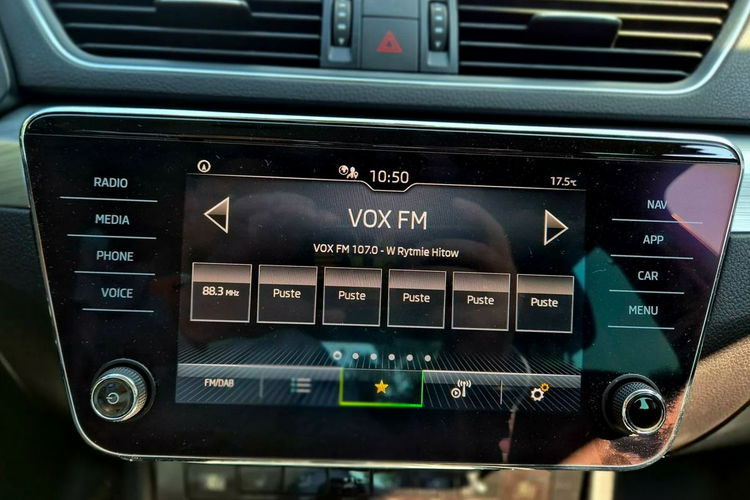 10:50
17.5°C
RADIO
MEDIA
PHONE
VOICE
VOX FM
VOX FM 107.0 - W Rytmie Hitow
88.3 MHz
Puste
Puste
Puste
Puste
Puste
FM/DAB
NAV
APP
CAR
MENU